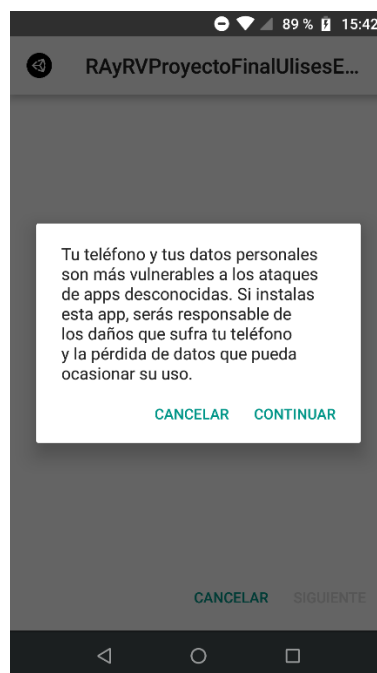 89 % 15:42
RAyRVProyectoFinalUlisesE...
Tu teléfono y tus datos personales
son más vulnerables a los ataques
de apps desconocidas. Si instalas
esta app, serás responsable de
los daños que sufra tu teléfono
y la pérdida de datos que pueda
ocasionar su uso.
CANCELAR CONTINUAR
CANCELAR SIGUIENTE